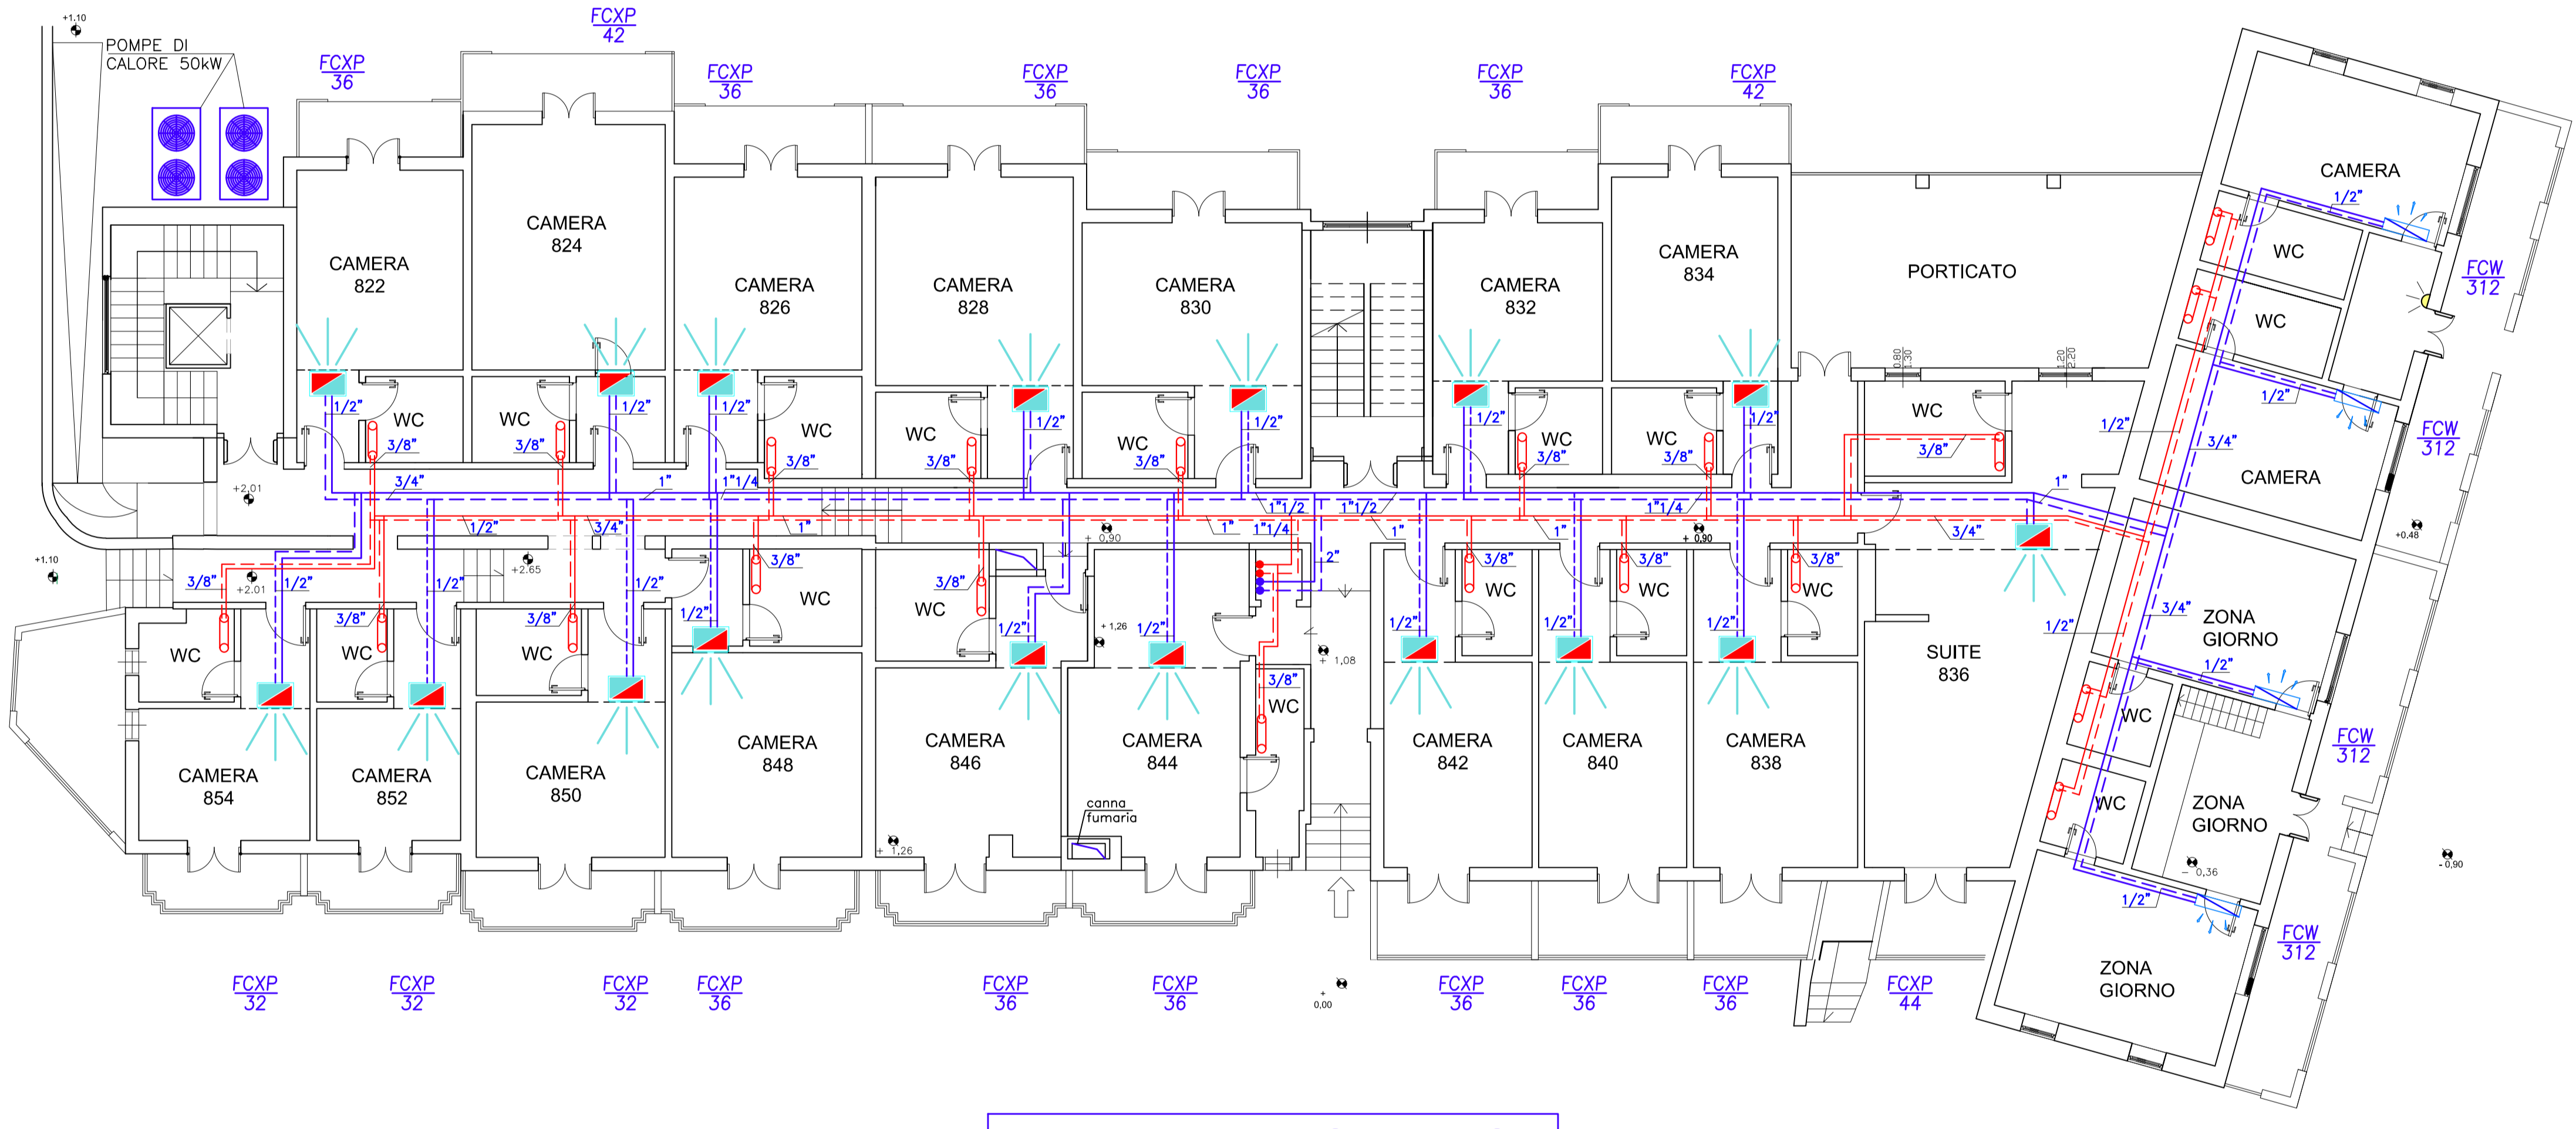 +1.10
POMPE DI
CALORE 50kW
FCXP
36
FCXP
42
FCXP
36
FCXP
36
FCXP
36
FCXP
36
FCXP
42
CAMERA
822
CAMERA
824
CAMERA
826
CAMERA
828
CAMERA
830
CAMERA
832
CAMERA
834
PORTICATO
CAMERA
1/2"
WC
WC
FCW
312
FCW
312
1/2"
3/4"
1/2"
CAMERA
0.80
1.30
1.20
2.20
1/2"
WC
3/8"
WC
3/8"
1/2"
1/2"
WC
3/8"
WC
3/8"
1/2"
WC
3/8"
1/2"
1/2"
WC
3/8"
WC
3/8"
1/2"
WC
3/8"
+2.01
3/4"
1"
1"1/4
1"1/2
1"1/2
1"1/4
1"
1/2"
3/4"
1"
+ 0,90
1"
1"1/4
1"
1"
+ 0,90
3/4"
+0.48
+1.10
3/8"
+2.01
1/2"
1/2"
+2.65
1/2"
3/8"
3/8"
2"
3/8"
3/8"
3/8"
WC
3/8"
WC
3/8"
WC
1/2"
WC
WC
1/2"
+ 1,26
1/2"
+ 1,08
3/8"
WC
1/2"
WC
1/2"
WC
1/2"
WC
CAMERA
854
CAMERA
852
CAMERA
850
CAMERA
848
CAMERA
846
CAMERA
844
CAMERA
842
CAMERA
840
CAMERA
838
SUITE
836
canna
fumaria
+ 1,26
ZONA
GIORNO
3/4"
1/2"
1/2"
WC
WC
FCW
312
ZONA
GIORNO
- 0,36
- 0,90
1/2"
FCW
312
ZONA
GIORNO
FCXP
32
FCXP
32
FCXP
32
FCXP
36
FCXP
36
FCXP
36
+
0,00
FCXP
36
FCXP
36
FCXP
36
FCXP
44